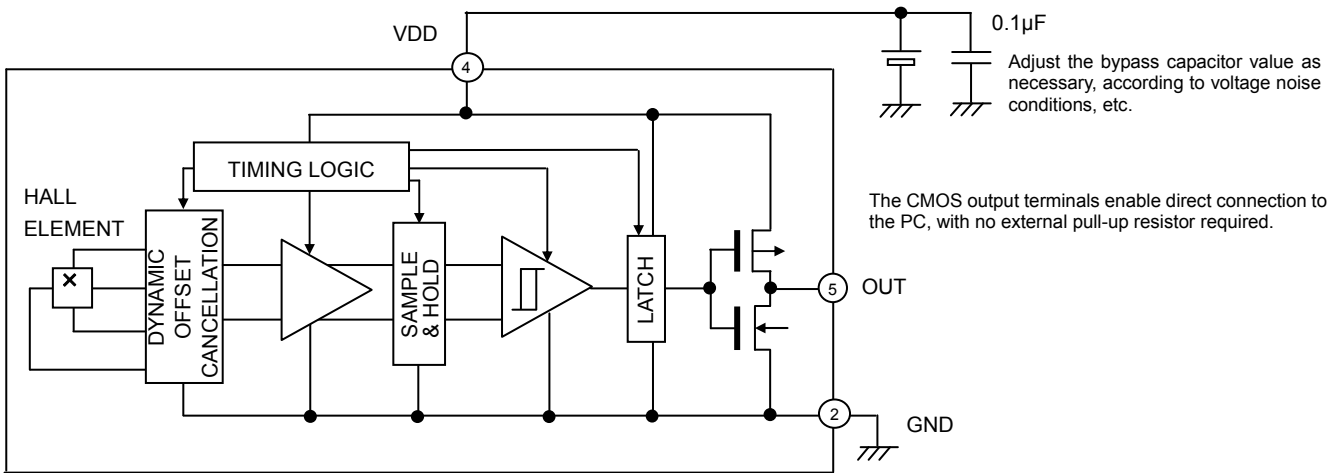 VDD
4
0.1µF
Adjust the bypass capacitor value as
necessary, according to voltage noise
conditions, etc.
TIMING LOGIC
HALL
ELEMENT
×
DYNAMIC
OFFSET
CANCELLATION
SAMPLE
& HOLD
LATCH
The CMOS output terminals enable direct connection to
the PC, with no external pull-up resistor required.
5
OUT
2
GND